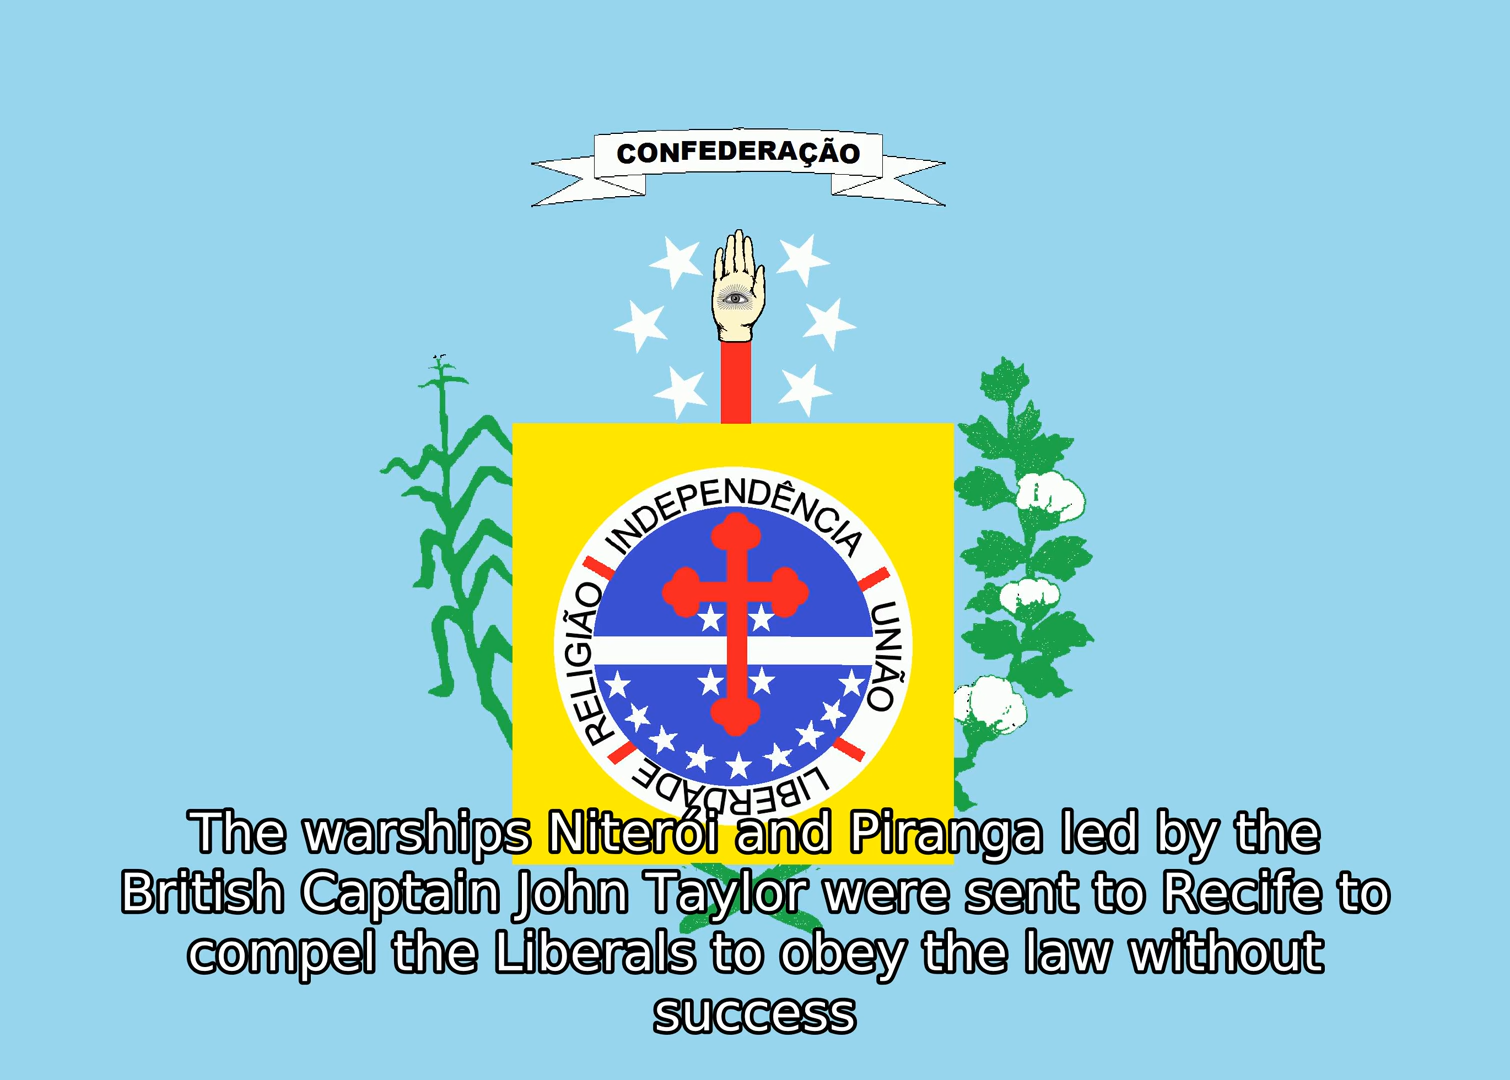 CONFEDERAÇÃO
INDEPENDÊNCIA
UNIÃO
LIBERDADE
RELIGIÃO
The warships Niterói and Piranga led by the
British Captain John Taylor were sent to Recife to
compel the Liberals to obey the law without
success